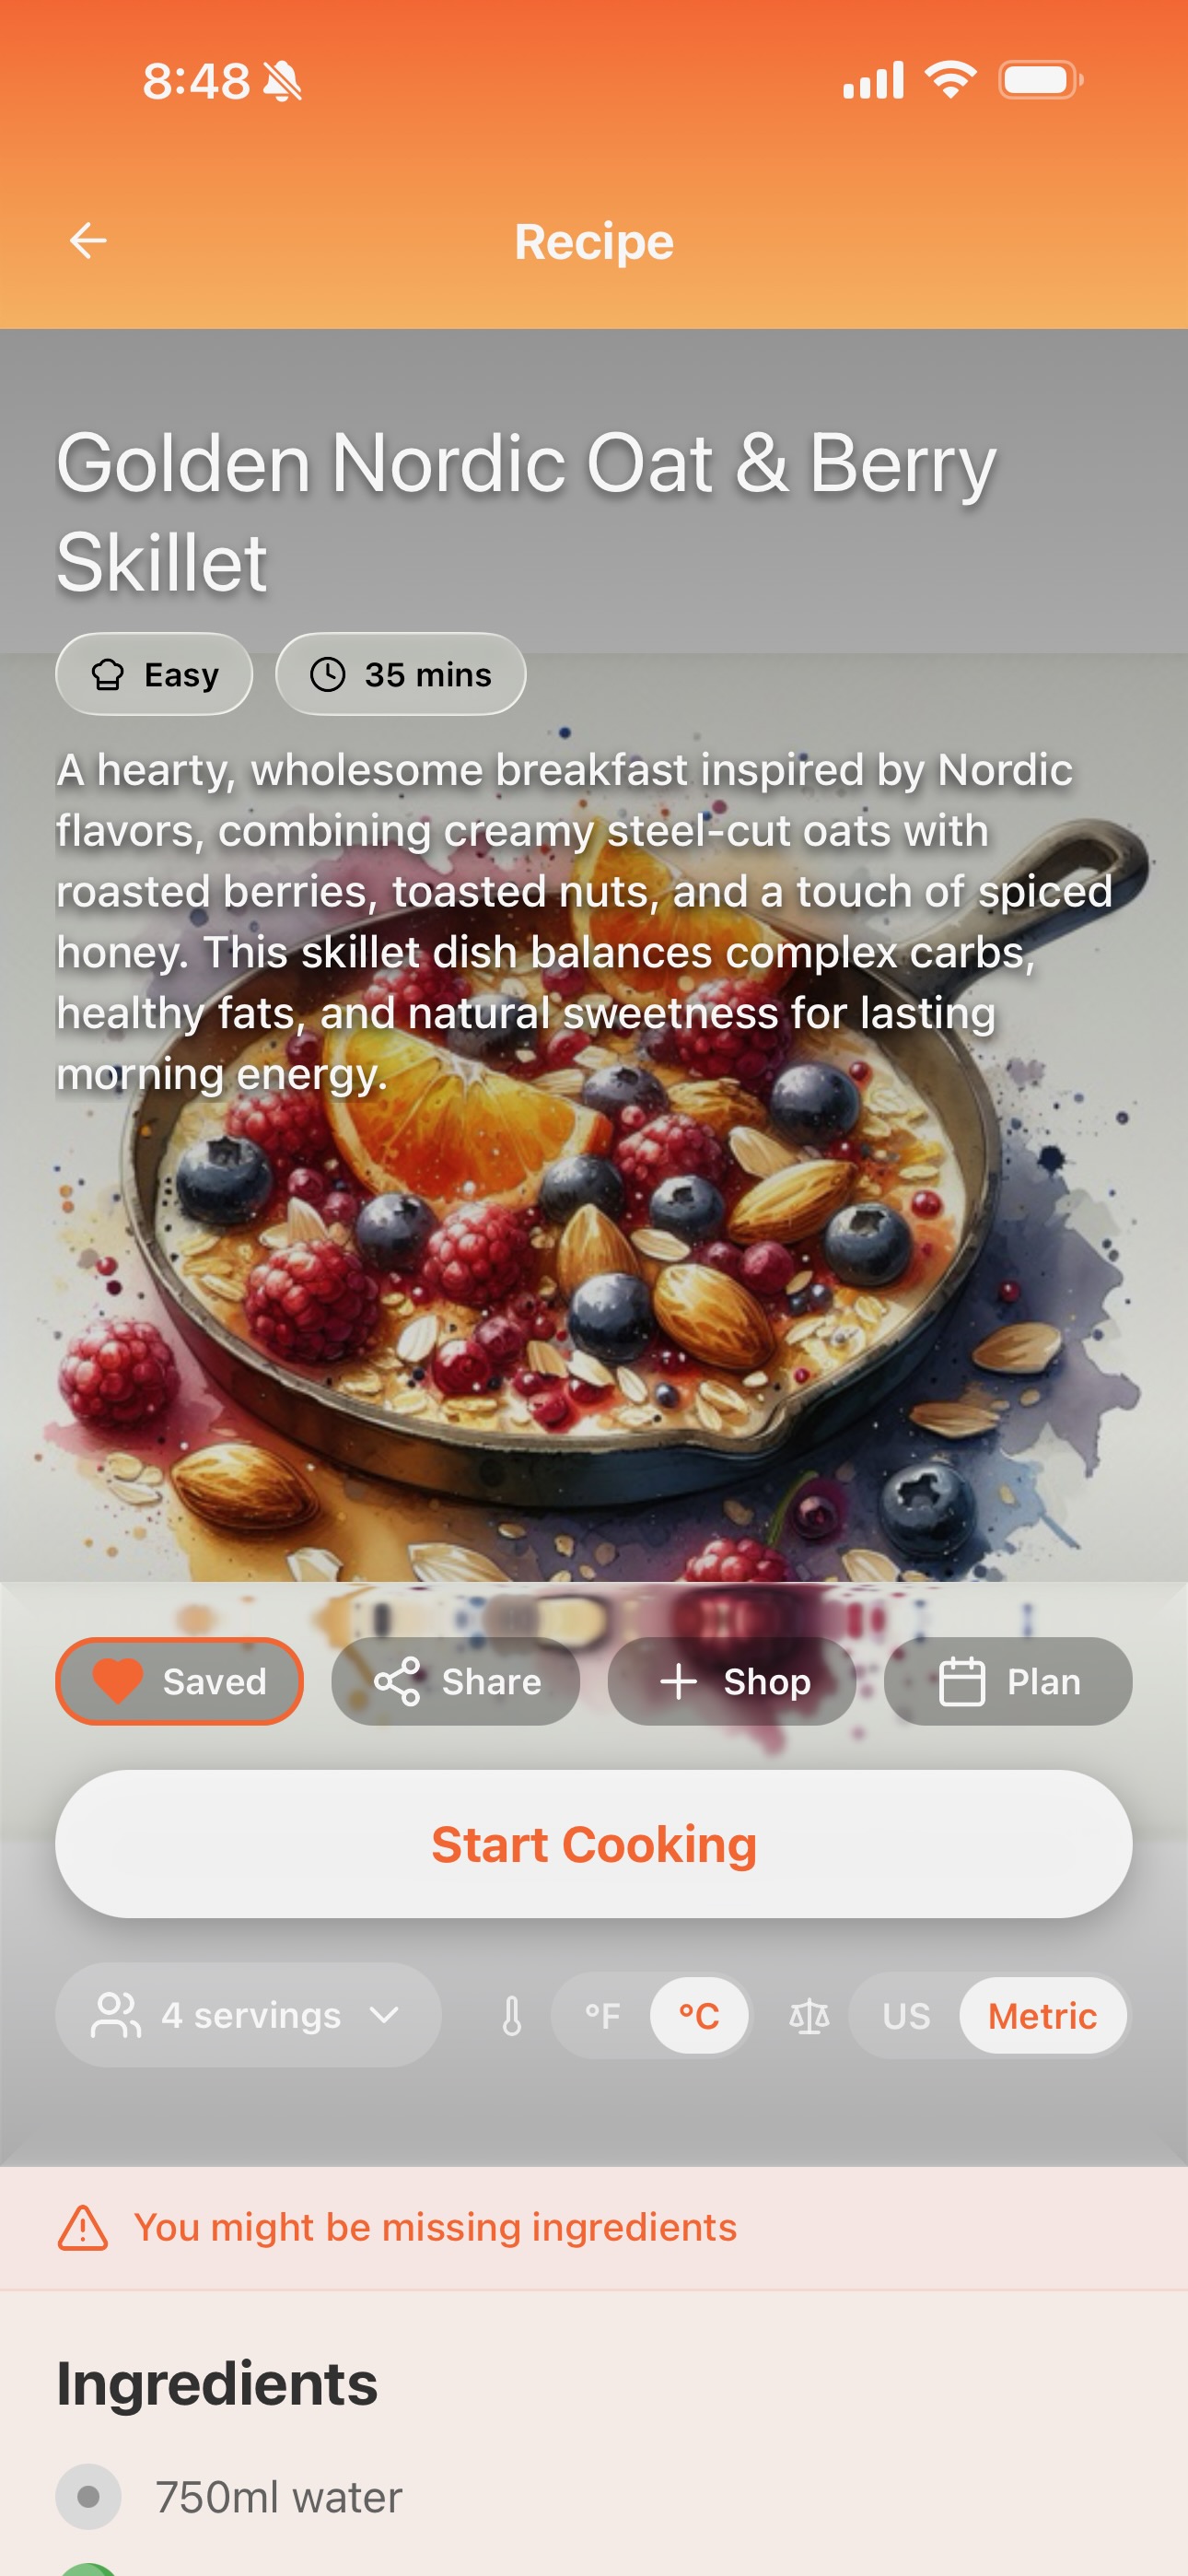 8:48
Recipe
Golden Nordic Oat & Berry
Skillet
Easy
35 mins
A hearty, wholesome breakfast inspired by Nordic
flavors, combining creamy steel-cut oats with
roasted berries, toasted nuts, and a touch of spiced
honey. This skillet dish balances complex carbs,
healthy fats, and natural sweetness for lasting
morning energy.
Saved
Share
Shop
Plan
Start Cooking
4 servings
°F
°C
US
Metric
You might be missing ingredients
Ingredients
750ml water